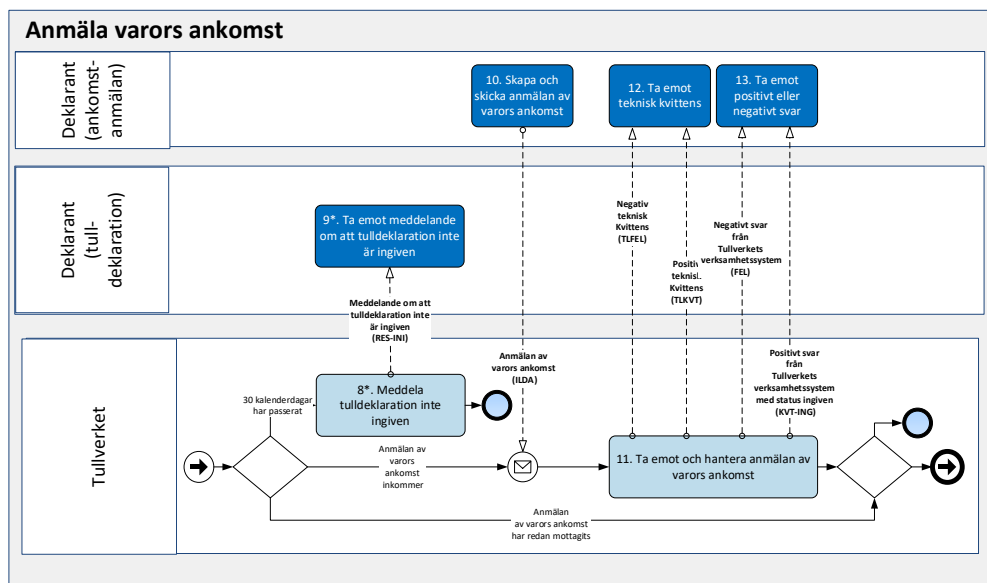 Anmäla varors ankomst
Deklarant
(ankomst-
anmälan)
10. Skapa och
skicka anmälan av
varors ankomst
12. Ta emot
teknisk kvittens
13. Ta emot
positivt eller
negativt svar
Deklarant
(tull-
deklaration)
9*. Ta emot meddelande
om att tulldeklaration inte
är ingiven
Negativ
teknisk
Kvittens
(TLFEL)
Positiv
Kvittens
(TLKVT)
Negativt svar
från
Tullverkets
verksamhetssystem
(FEL)
Meddelande om att
tulldeklaration inte
är ingiven
(RES-INI)
Anmälan av
varors ankomst
(ILDA)
Positivt svar
från
Tullverkets
verksamhetssystem
med status ingiven
(KVT-ING)
Tullverket
30 kalenderdagar
har passerat
8*. Meddela
tulldeklaration inte
ingiven
Anmälan av
varors
ankomst
inkommer
11. Ta emot och hantera anmälan av
varors ankomst
Anmälan
av varors ankomst
har redan mottagits